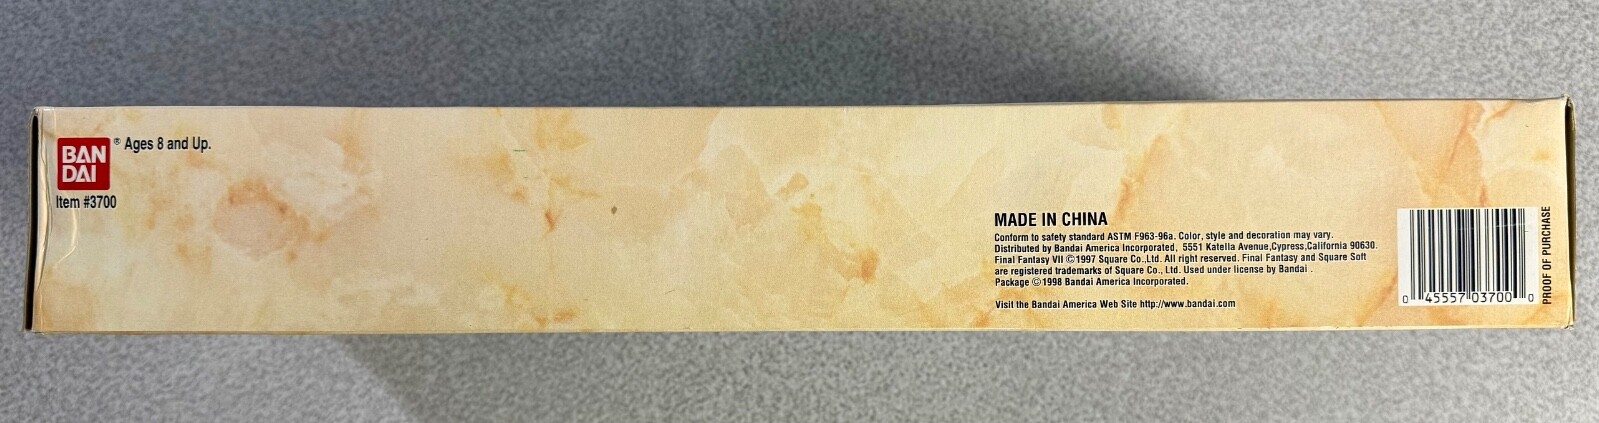 BAN
DAI
® Ages 8 and Up.
Item #3700
MADE IN CHINA
Conform to safety standard ASTM F963-96a. Color, style and decoration may vary.
Distributed by Bandai America Incorporated, 5551 Katella Avenue,Cypress,California 90630.
Final Fantasy VII ©1997 Square Co.,Ltd. All right reserved. Final Fantasy and Square Soft
are registered trademarks of Square Co., Ltd. Used under license by Bandai .
Package ©1998 Bandai America Incorporated.
Visit the Bandai America Web Site http://www.bandai.com
0 45557 03700 0
PROOF OF PURCHASE